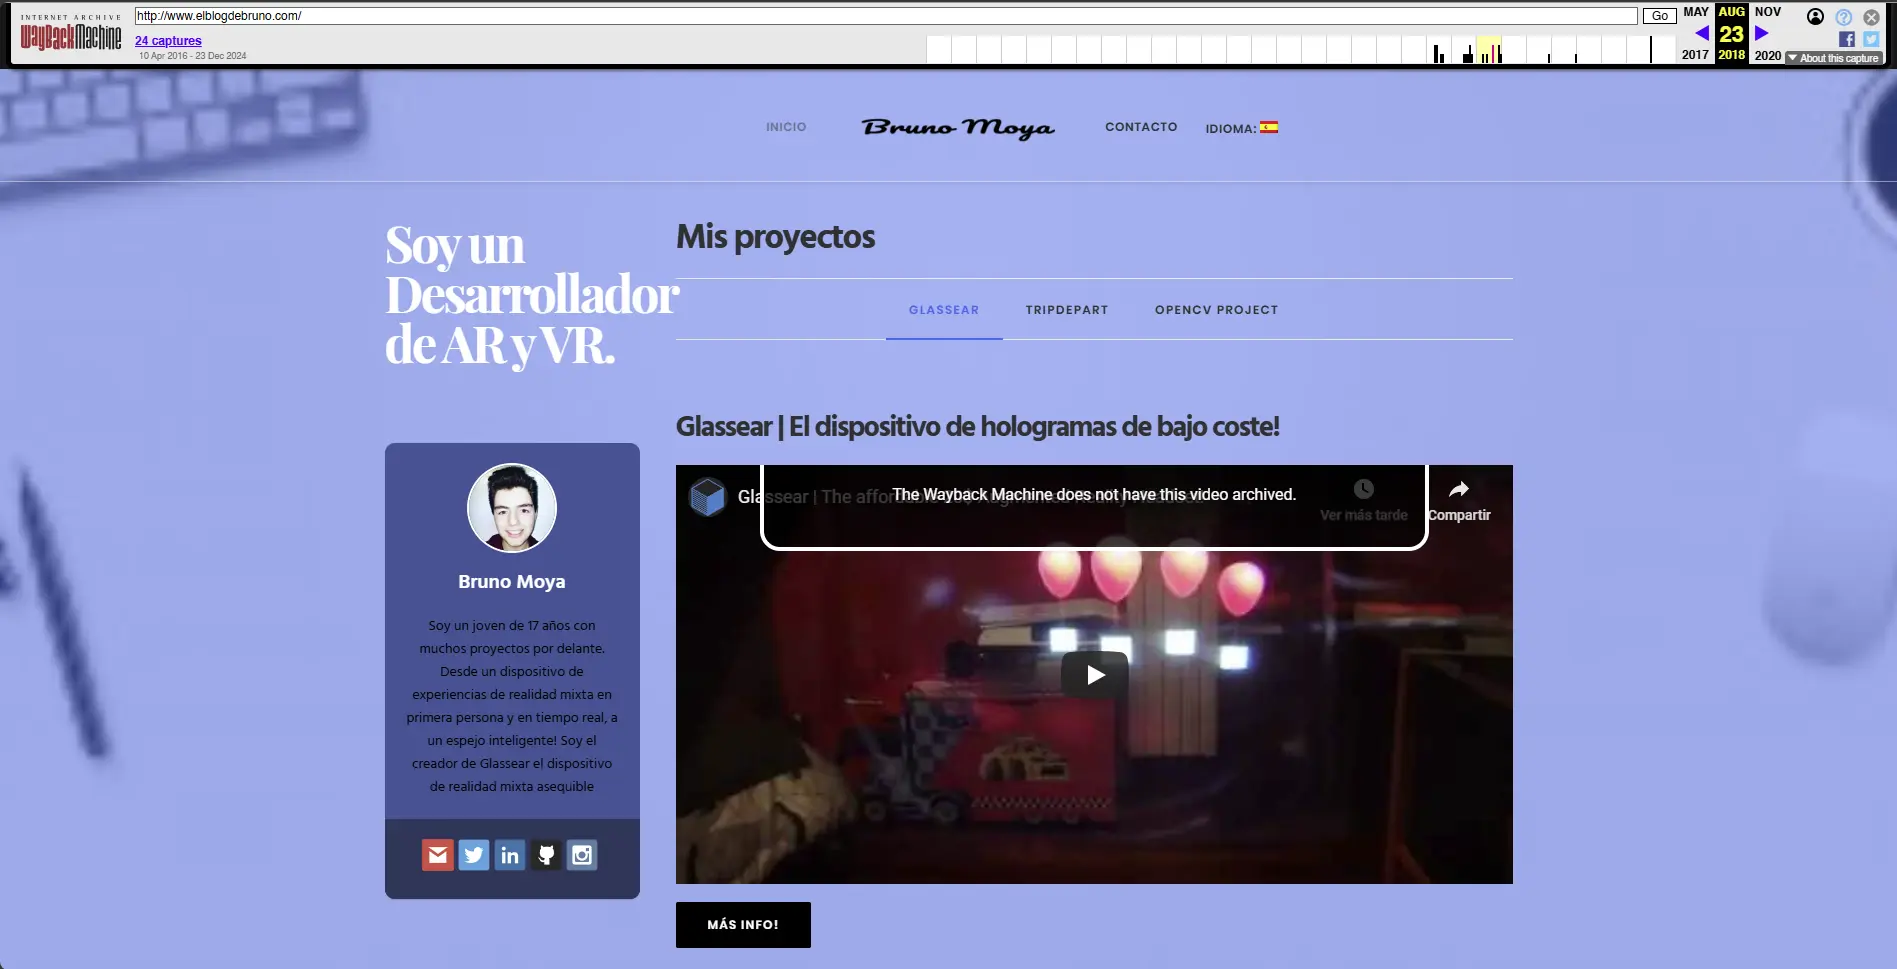 INTERNET ARCHIVE
WayBackMachine
http://www.elblogdebruno.com/
Go
24 captures
10 Apr 2016 - 23 Dec 2024
MAY AUG NOV
23
2017 2018 2020
About this capture
INICIO
Bruno Moya
CONTACTO
IDIOMA:
Soy un
Desarrollador
de AR y VR.
Mis proyectos
GLASSEAR
TRIPDEPART
OPENCV PROJECT
Glassear | El dispositivo de hologramas de bajo coste!
Glassear | The
The Wayback Machine does not have this video archived.
Ver más tarde
Compartir
Bruno Moya
Soy un joven de 17 años con
muchos proyectos por delante.
Desde un dispositivo de
experiencias de realidad mixta en
primera persona y en tiempo real, a
un espejo inteligente! Soy el
creador de Glassear el dispositivo
de realidad mixta asequible
in
MÁS INFO!